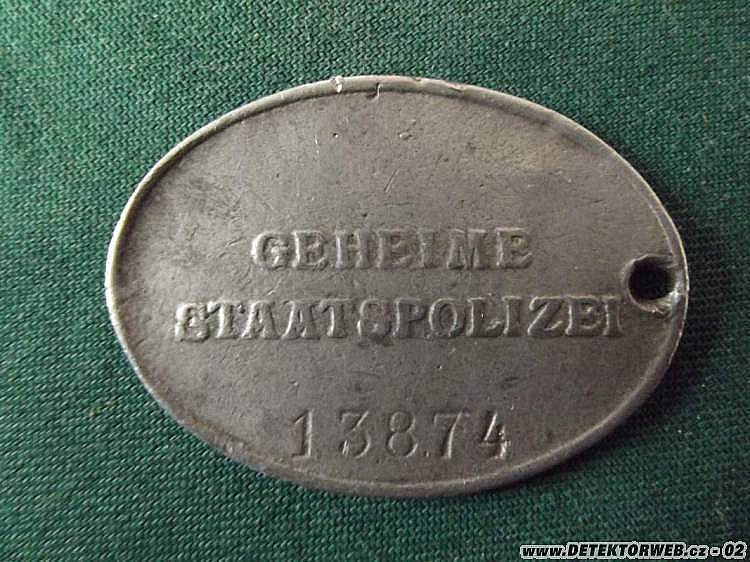 GEHEIME
STAATSPOLIZEI
13874
www.DETEKTORWEB.cz - 02